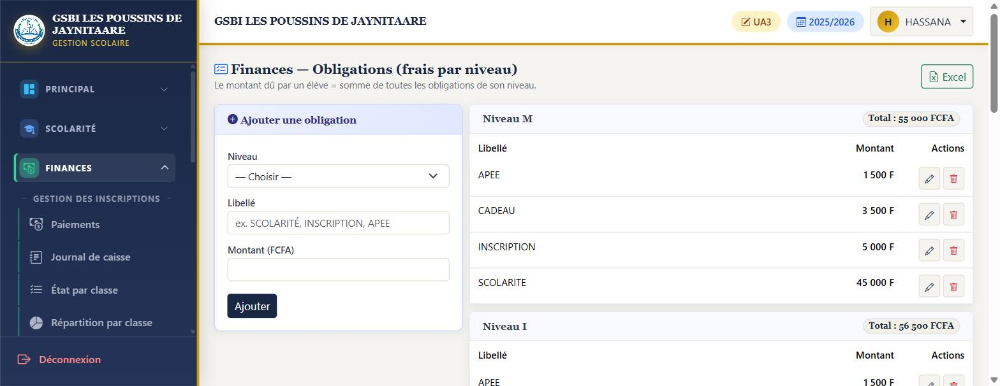 GSBI LES POUSSINS DE
JAYNITAARE
GESTION SCOLAIRE
PRINCIPAL
SCOLARITÉ
FINANCES
GESTION DES INSCRIPTIONS
Paiements
Journal de caisse
État par classe
Répartition par classe
Déconnexion
GSBI LES POUSSINS DE JAYNITAARE
UA3
2025/2026
H
HASSANA
Finances — Obligations (frais par niveau)
Le montant dû par un élève = somme de toutes les obligations de son niveau.
Excel
Ajouter une obligation
Niveau
— Choisir —
Libellé
ex. SCOLARITÉ, INSCRIPTION, APEE
Montant (FCFA)
Ajouter
Niveau M
Total : 55 000 FCFA
Libellé Montant Actions
APEE 1 500 F
CADEAU 3 500 F
INSCRIPTION 5 000 F
SCOLARITE 45 000 F
Niveau I
Total : 56 500 FCFA
Libellé Montant Actions
APEE 1 500 F